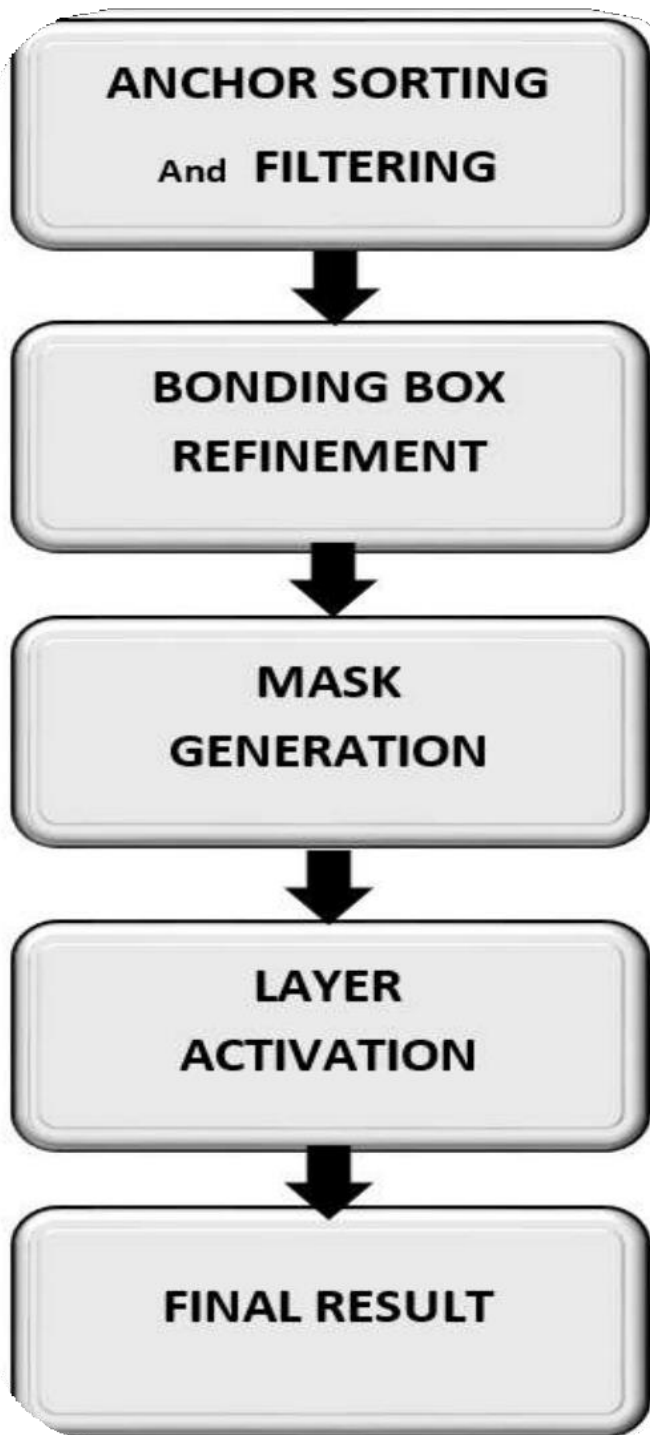 ANCHOR SORTING
And FILTERING
BONDING BOX
REFINEMENT
MASK
GENERATION
LAYER
ACTIVATION
FINAL RESULT